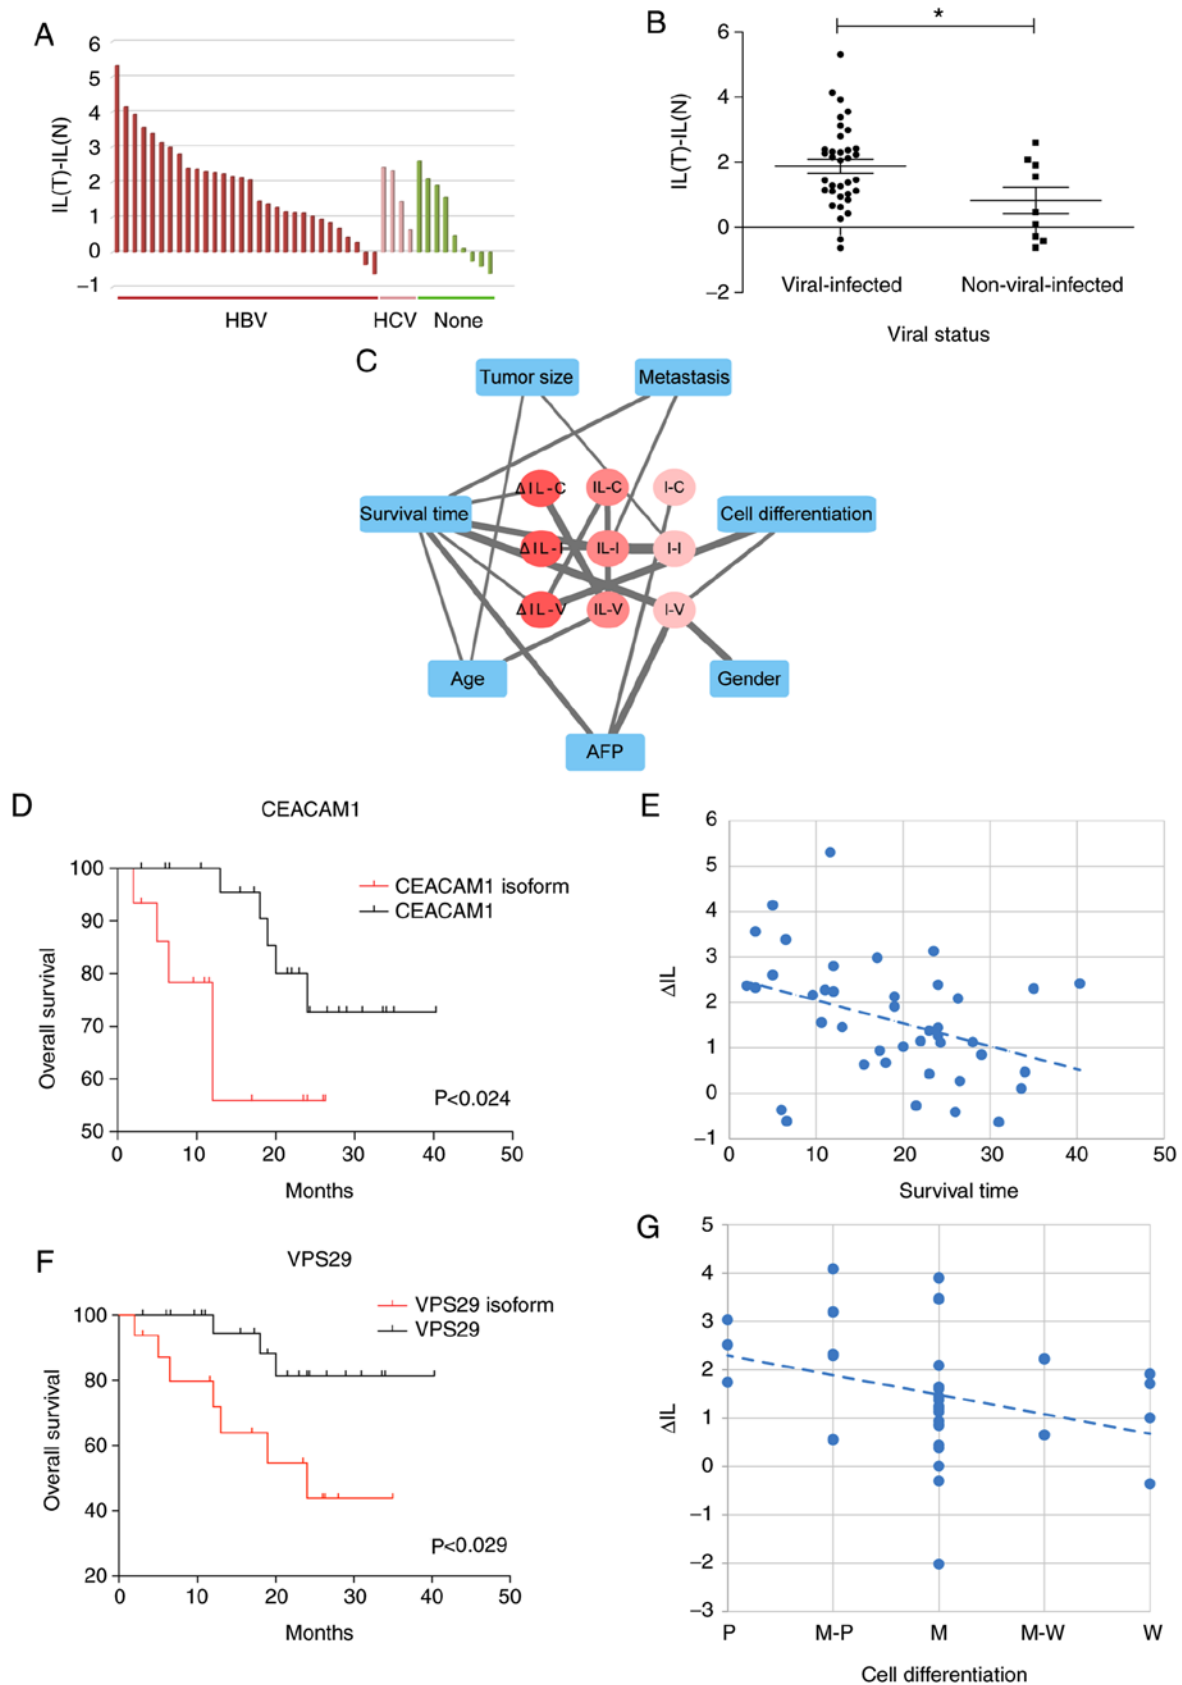 A
IL(T)-IL(N)
6
5
4
3
2
1
0
−1
HBV
HCV
None
B
*
IL(T)-IL(N)
6
4
2
0
−2
Viral-infected
Non-viral-infected
Viral status
C
Tumor size
Metastasis
Survival time
Cell differentiation
ΔIL-C
IL-C
I-C
ΔIL-I
IL-I
I-I
ΔIL-V
IL-V
I-V
Age
Gender
AFP
D
CEACAM1
Overall survival
100
90
80
70
60
50
CEACAM1 isoform
CEACAM1
P<0.024
0 10 20 30 40 50
Months
E
ΔIL
6
5
4
3
2
1
0
−1
0 10 20 30 40 50
Survival time
F
VPS29
Overall survival
100
80
60
40
20
VPS29 isoform
VPS29
P<0.029
0 10 20 30 40 50
Months
G
ΔIL
5
4
3
2
1
0
−1
−2
−3
P M-P M M-W W
Cell differentiation